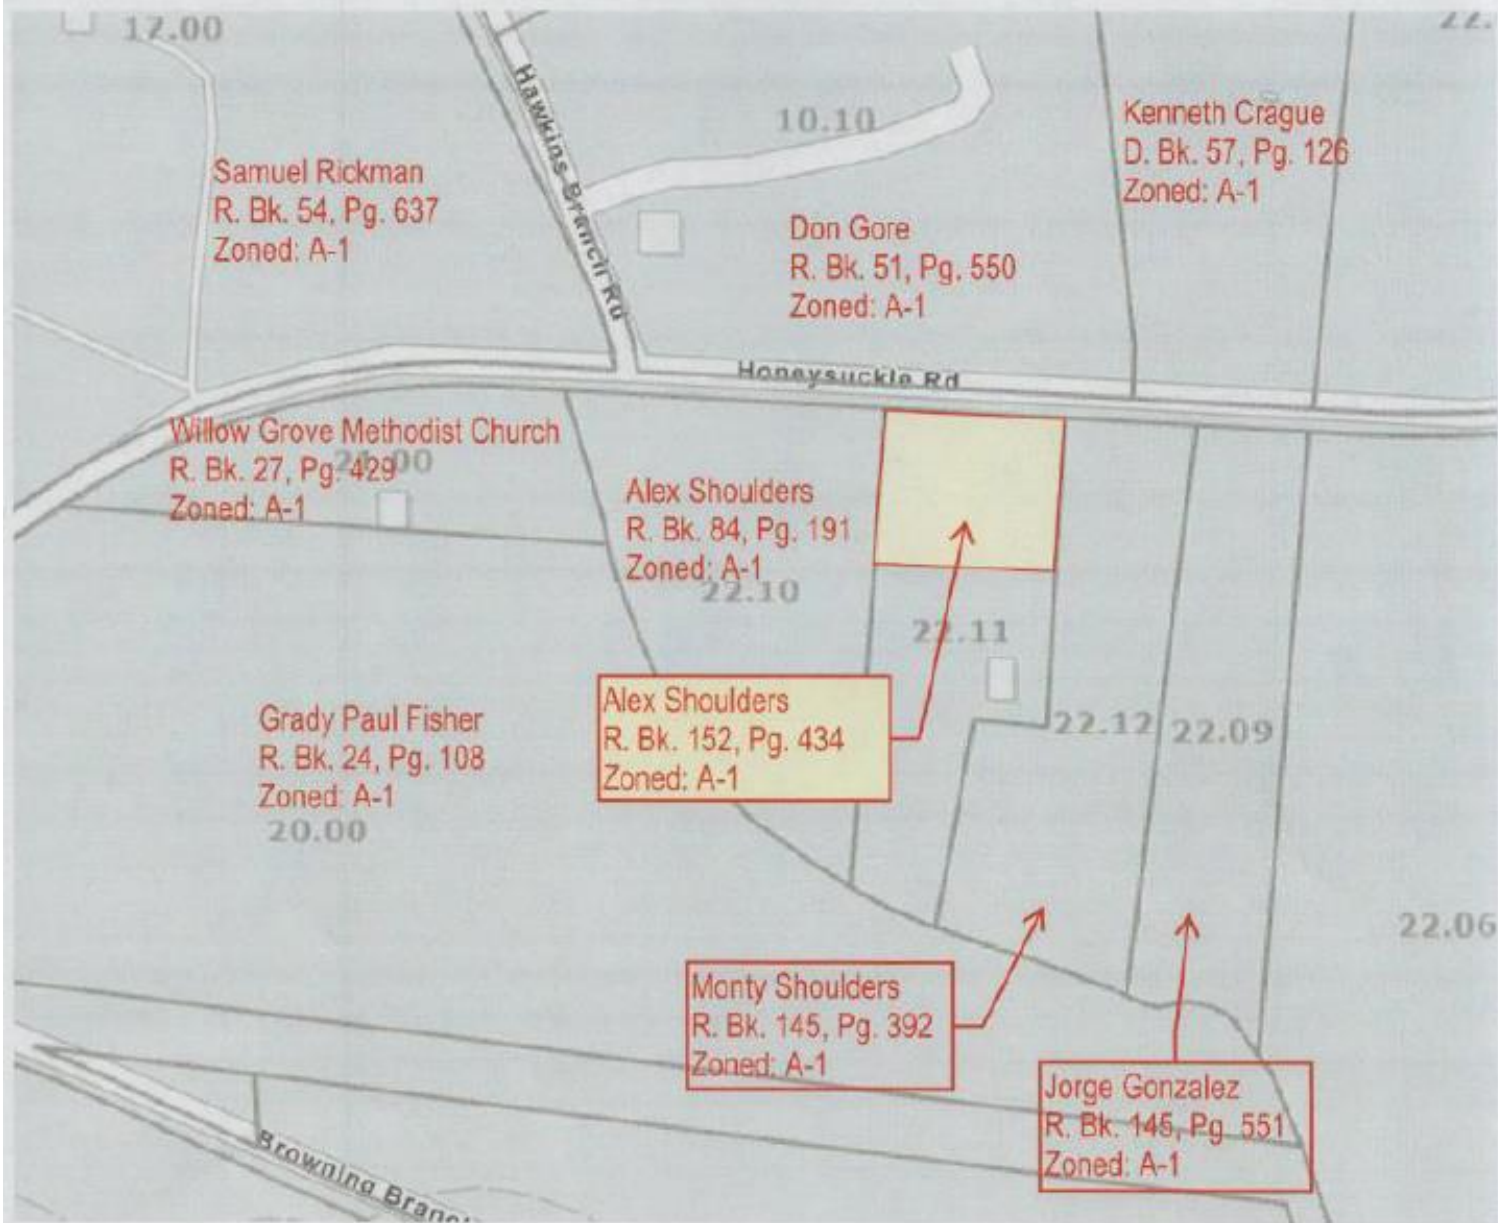 17.00
22.
Hawkins Branch Rd
10.10
Kenneth Crague
D. Bk. 57, Pg. 126
Zoned: A-1
Samuel Rickman
R. Bk. 54, Pg. 637
Zoned: A-1
Don Gore
R. Bk. 51, Pg. 550
Zoned: A-1
Honeysuckle Rd
Willow Grove Methodist Church
R. Bk. 27, Pg. 429
21.00
Zoned: A-1
Alex Shoulders
R. Bk. 84, Pg. 191
Zoned: A-1
22.10
22.11
Alex Shoulders
R. Bk. 152, Pg. 434
Zoned: A-1
22.12
22.09
Grady Paul Fisher
R. Bk. 24, Pg. 108
Zoned: A-1
20.00
22.06
Monty Shoulders
R. Bk. 145, Pg. 392
Zoned: A-1
Jorge Gonzalez
R. Bk. 145, Pg. 551
Zoned: A-1
Browning Branch